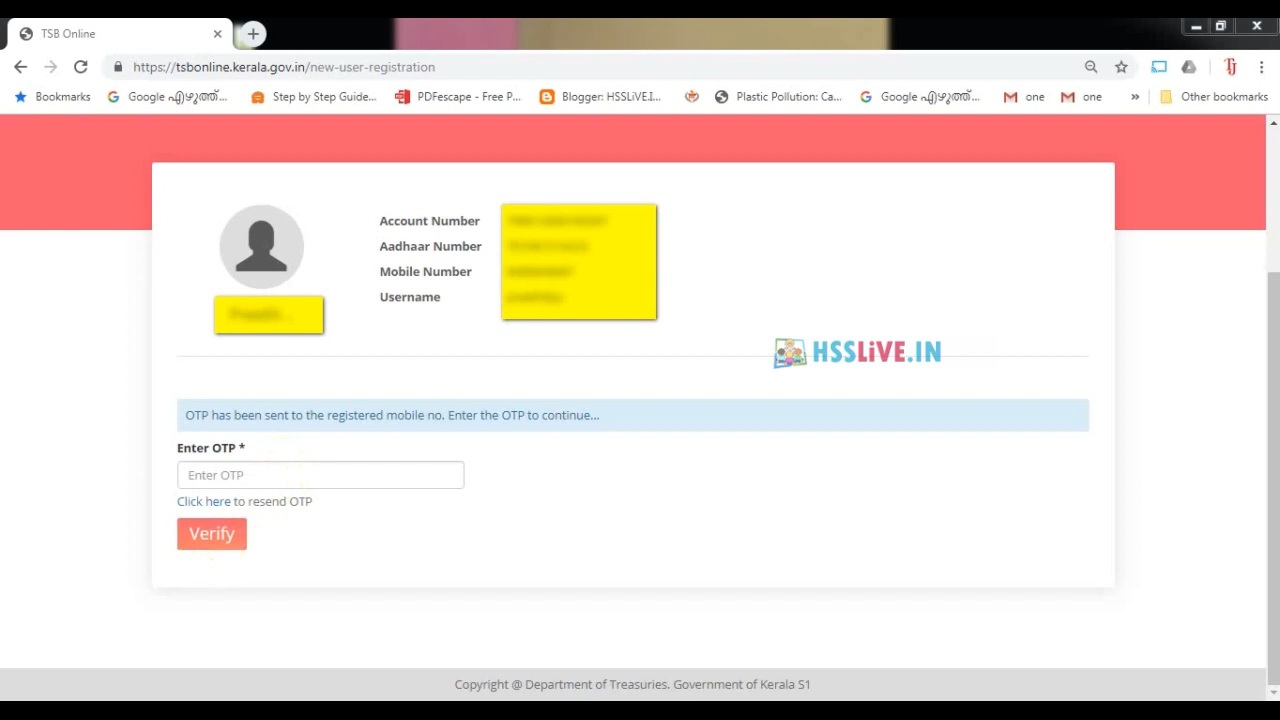 TSB Online
https://tsbonline.kerala.gov.in/new-user-registration
Bookmarks Google എഴുത്ത്... Step by Step Guide... PDFescape - Free P... Blogger: HSSLiVE.I... Plastic Pollution: Ca... Google എഴുത്ത്... one one » Other bookmarks
Account Number
Aadhaar Number
Mobile Number
Username
HSSLiVE.IN
OTP has been sent to the registered mobile no. Enter the OTP to continue...
Enter OTP *
Enter OTP
Click here to resend OTP
Verify
Copyright @ Department of Treasuries. Government of Kerala S1